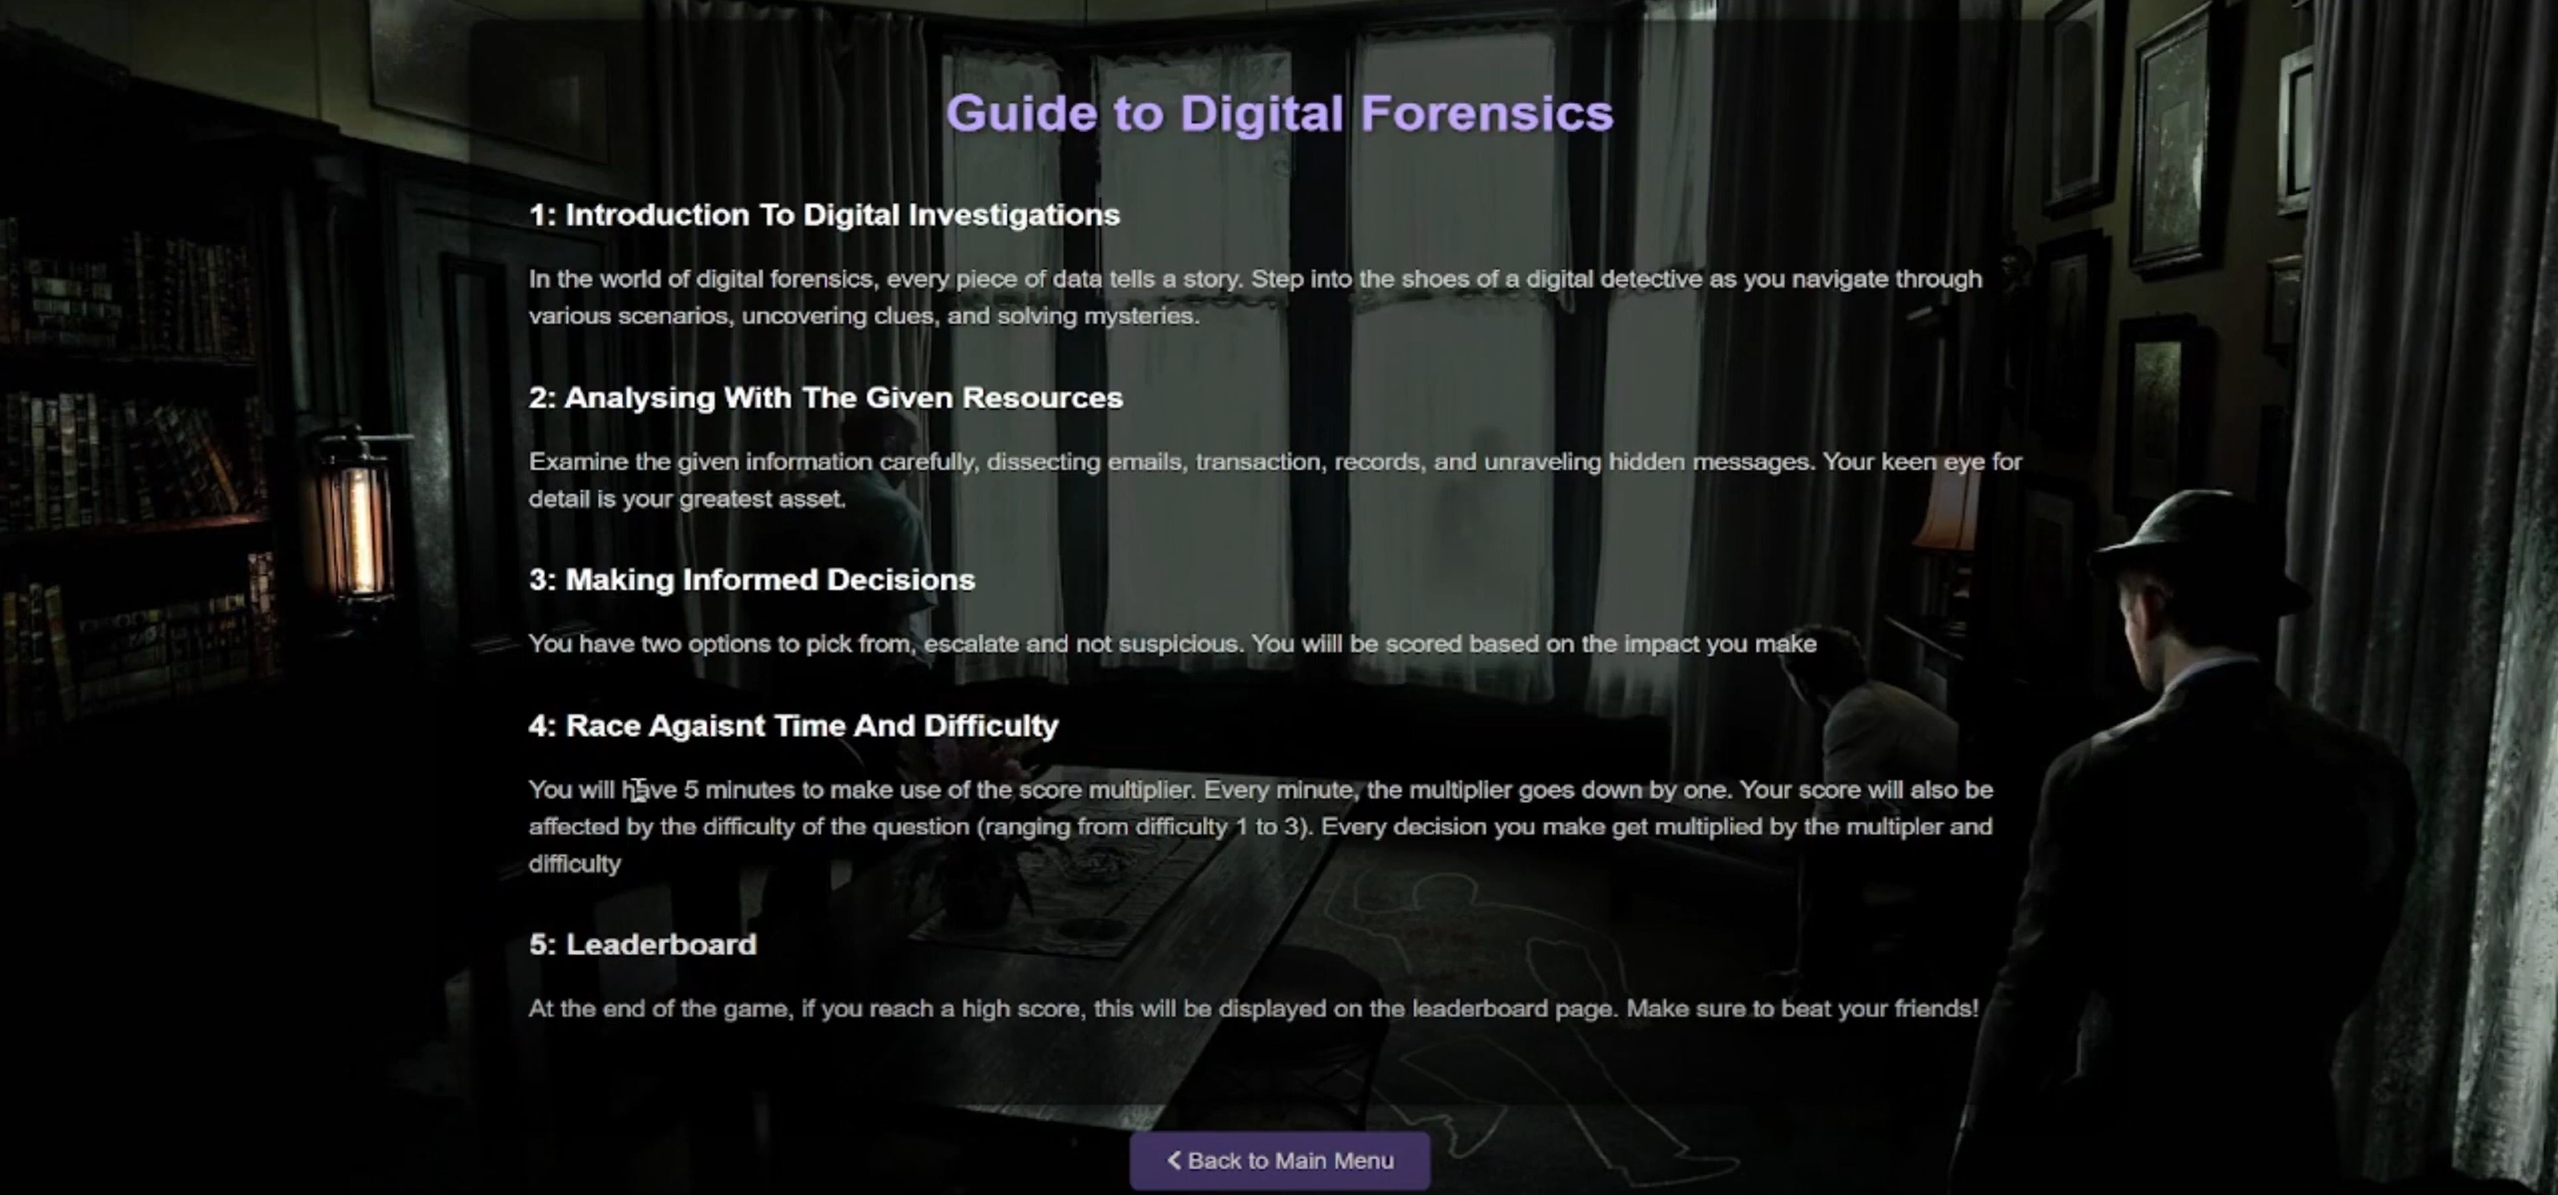 Guide to Digital Forensics
1: Introduction To Digital Investigations
In the world of digital forensics, every piece of data tells a story. Step into the shoes of a digital detective as you navigate through
various scenarios, uncovering clues, and solving mysteries.
2: Analysing With The Given Resources
Examine the given information carefully, dissecting emails, transaction, records, and unraveling hidden messages. Your keen eye for
detail is your greatest asset.
3: Making Informed Decisions
You have two options to pick from, escalate and not suspicious. You wiill be scored based on the impact you make
4: Race Agaisnt Time And Difficulty
You will have 5 minutes to make use of the score multiplier. Every minute, the multiplier goes down by one. Your score will also be
affected by the difficulty of the question (ranging from difficulty 1 to 3). Every decision you make get multiplied by the multipler and
difficulty
5: Leaderboard
At the end of the game, if you reach a high score, this will be displayed on the leaderboard page. Make sure to beat your friends!
Back to Main Menu